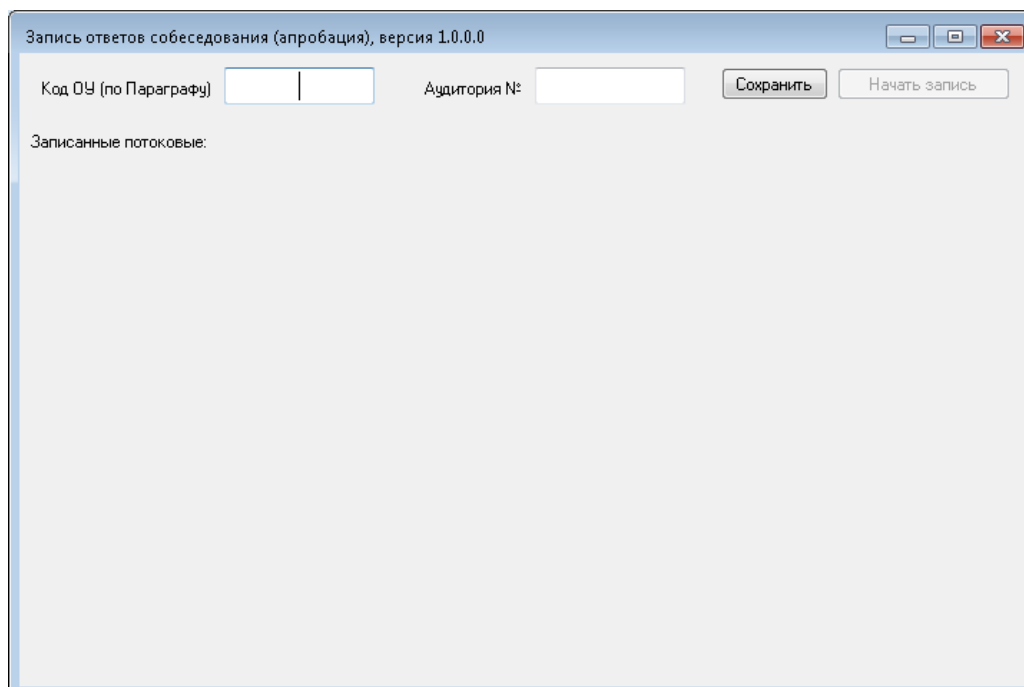 Запись ответов собеседования (апробация), версия 1.0.0.0
Код ОУ (по Параграфу) Аудитория № Сохранить Начать запись
Записанные потоковые: